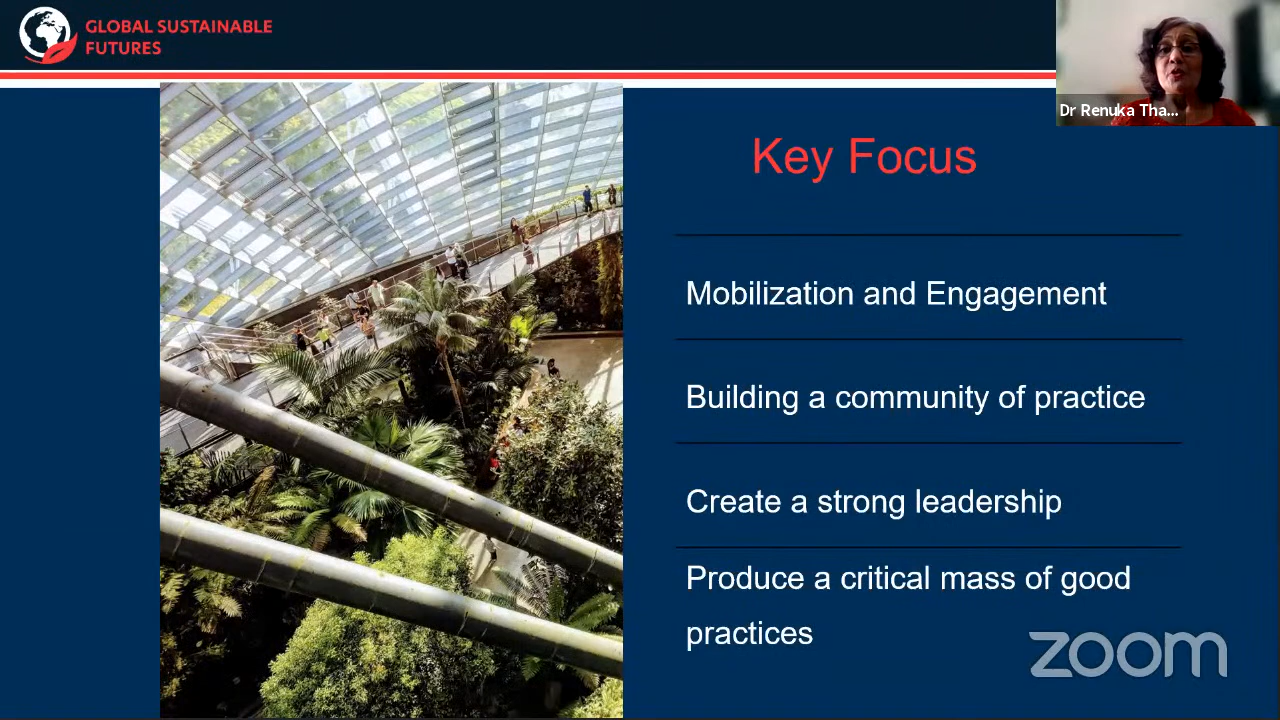 GLOBAL SUSTAINABLE
FUTURES
Dr Renuka Tha...
Key Focus
Mobilization and Engagement
Building a community of practice
Create a strong leadership
Produce a critical mass of good
practices
zoom